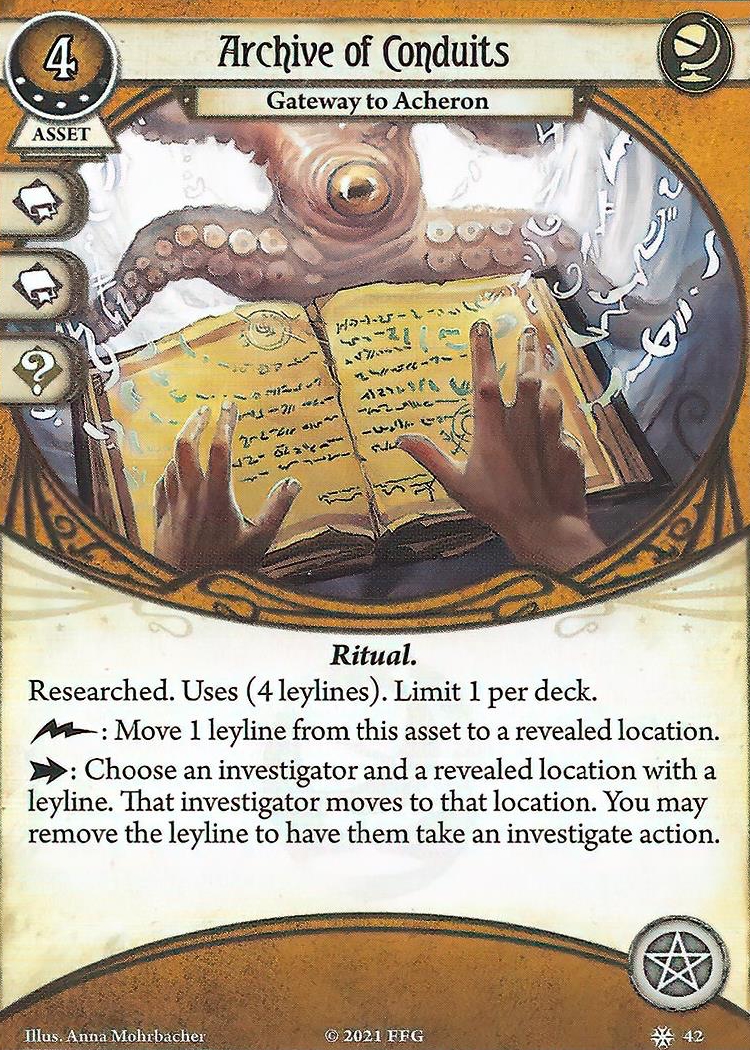 4
Archive of Conduits
Gateway to Acheron
ASSET
?
Ritual.
Researched. Uses (4 leylines). Limit 1 per deck.
: Move 1 leyline from this asset to a revealed location.
: Choose an investigator and a revealed location with a
leyline. That investigator moves to that location. You may
remove the leyline to have them take an investigate action.
Illus. Anna Mohrbacher
© 2021 FFG
42